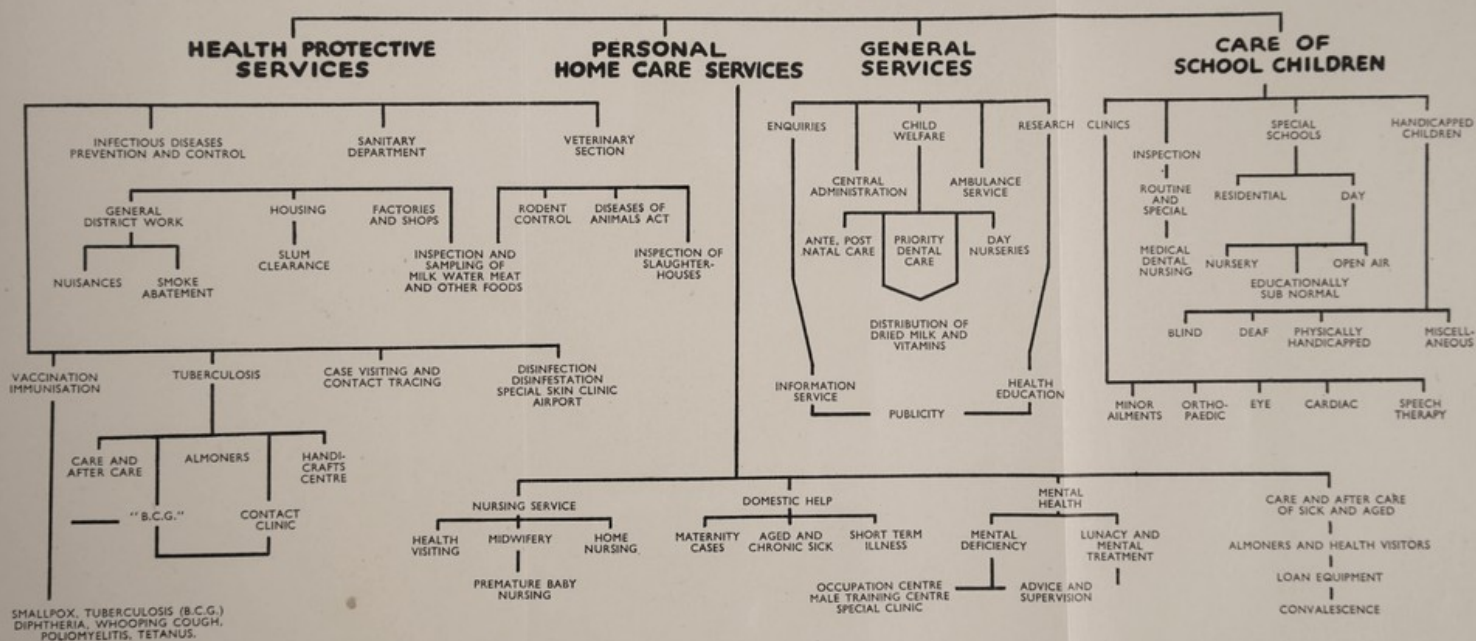 HEALTH PROTECTIVE
SERVICES
PERSONAL
HOME CARE SERVICES
GENERAL
SERVICES
CARE OF
SCHOOL CHILDREN
INFECTIOUS DISEASES
PREVENTION AND CONTROL
SANITARY
DEPARTMENT
VETERINARY
SECTION
GENERAL
DISTRICT WORK
HOUSING
FACTORIES
AND SHOPS
RODENT
CONTROL
DISEASES OF
ANIMALS ACT
NUISANCES
SMOKE
ABATEMENT
SLUM
CLEARANCE
INSPECTION AND
SAMPLING OF
MILK WATER MEAT
AND OTHER FOODS
INSPECTION OF
SLAUGHTER-
HOUSES
VACCINATION
IMMUNISATION
TUBERCULOSIS
CASE VISITING AND
CONTACT TRACING
DISINFECTION
DISINFESTATION
SPECIAL SKIN CLINIC
AIRPORT
CARE AND
AFTER CARE
ALMONERS
HANDI-
CRAFTS
CENTRE
"B.C.G."
CONTACT
CLINIC
SMALLPOX, TUBERCULOSIS (B.C.G.)
DIPHTHERIA, WHOOPING COUGH,
POLIOMYELITIS, TETANUS.
ENQUIRIES
CHILD
WELFARE
RESEARCH
CENTRAL
ADMINISTRATION
AMBULANCE
SERVICE
ANTE, POST
NATAL CARE
PRIORITY
DENTAL
CARE
DAY
NURSERIES
DISTRIBUTION OF
DRIED MILK AND
VITAMINS
INFORMATION
SERVICE
HEALTH
EDUCATION
PUBLICITY
CLINICS
INSPECTION
ROUTINE
AND
SPECIAL
MEDICAL
DENTAL
NURSING
SPECIAL
SCHOOLS
HANDICAPPED
CHILDREN
RESIDENTIAL
DAY
NURSERY
EDUCATIONALLY
SUB NORMAL
OPEN AIR
BLIND
DEAF
PHYSICALLY
HANDICAPPED
MISCELL-
ANEOUS
MINOR
AILMENTS
ORTHO-
PAEDIC
EYE
CARDIAC
SPEECH
THERAPY
NURSING SERVICE
DOMESTIC HELP
MENTAL
HEALTH
CARE AND AFTER CARE
OF SICK AND AGED
HEALTH
VISITING
MIDWIFERY
HOME
NURSING
PREMATURE BABY
NURSING
MATERNITY
CASES
AGED AND
CHRONIC SICK
SHORT TERM
ILLNESS
MENTAL
DEFICIENCY
LUNACY AND
MENTAL
TREATMENT
OCCUPATION CENTRE
MALE TRAINING CENTRE
SPECIAL CLINIC
ADVICE AND
SUPERVISION
ALMONERS AND HEALTH VISITORS
LOAN EQUIPMENT
CONVALESCENCE